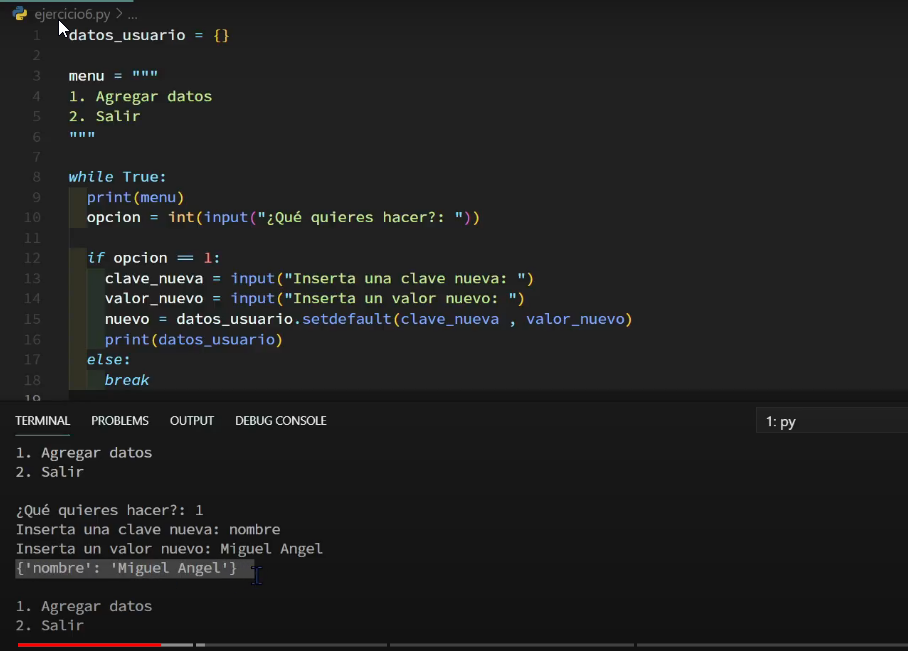 ejercicio6.py > ...
1 datos_usuario = {}
2
3 menu = """
4 1. Agregar datos
5 2. Salir
6 """
7
8 while True:
9 print(menu)
10 opcion = int(input("¿Qué quieres hacer?: "))
11
12 if opcion == 1:
13 clave_nueva = input("Inserta una clave nueva: ")
14 valor_nuevo = input("Inserta un valor nuevo: ")
15 nuevo = datos_usuario.setdefault(clave_nueva , valor_nuevo)
16 print(datos_usuario)
17 else:
18 break
19
TERMINAL PROBLEMS OUTPUT DEBUG CONSOLE 1: py
1. Agregar datos
2. Salir
¿Qué quieres hacer?: 1
Inserta una clave nueva: nombre
Inserta un valor nuevo: Miguel Angel
{'nombre': 'Miguel Angel'}
1. Agregar datos
2. Salir